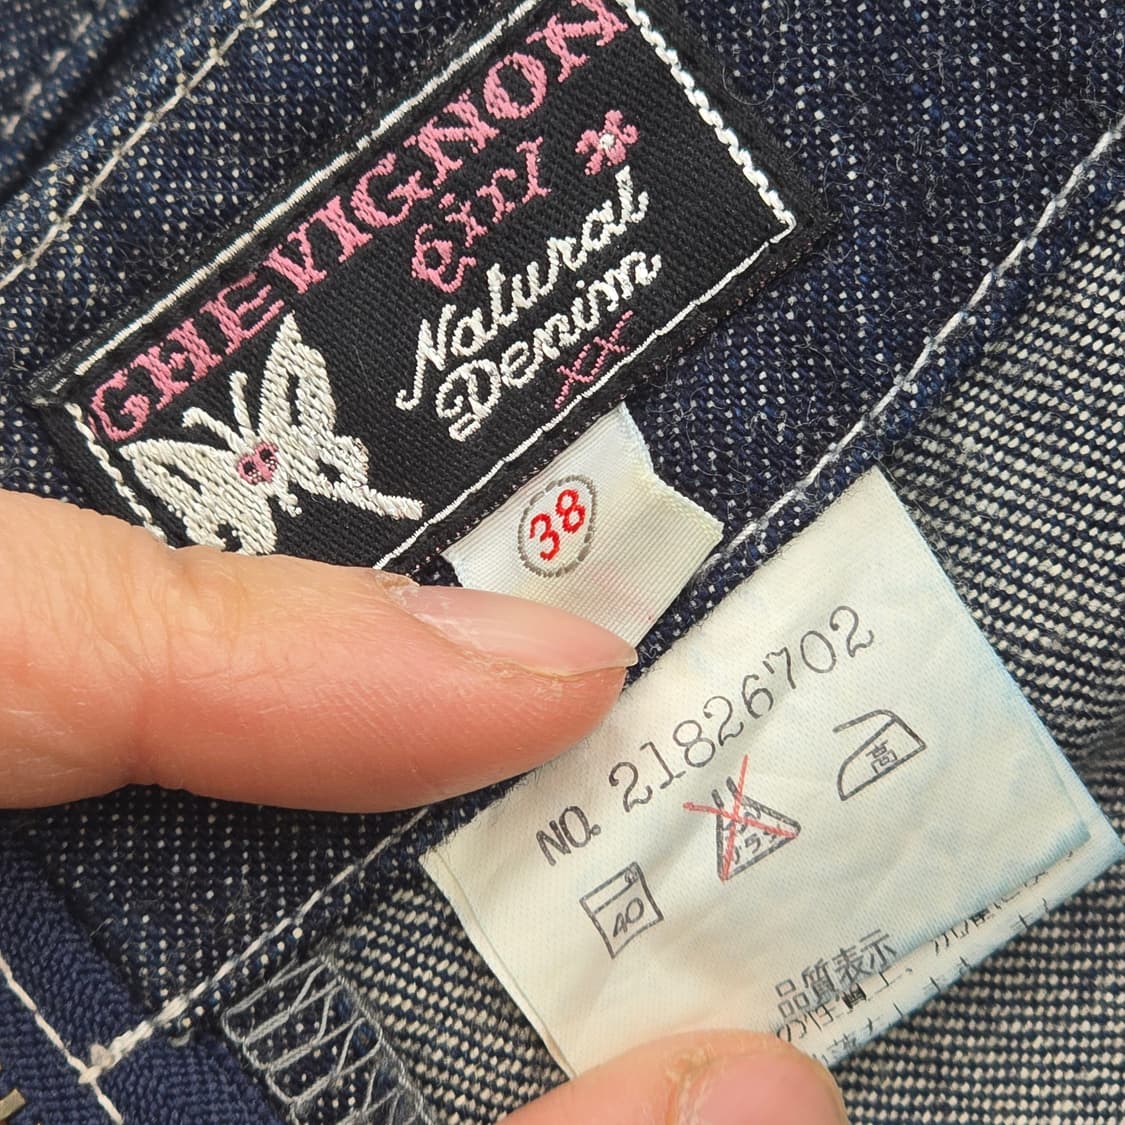 CHEVIGNON
Girl
Natural
Denim
XX
38
NO. 21826702
40
高
品質表示